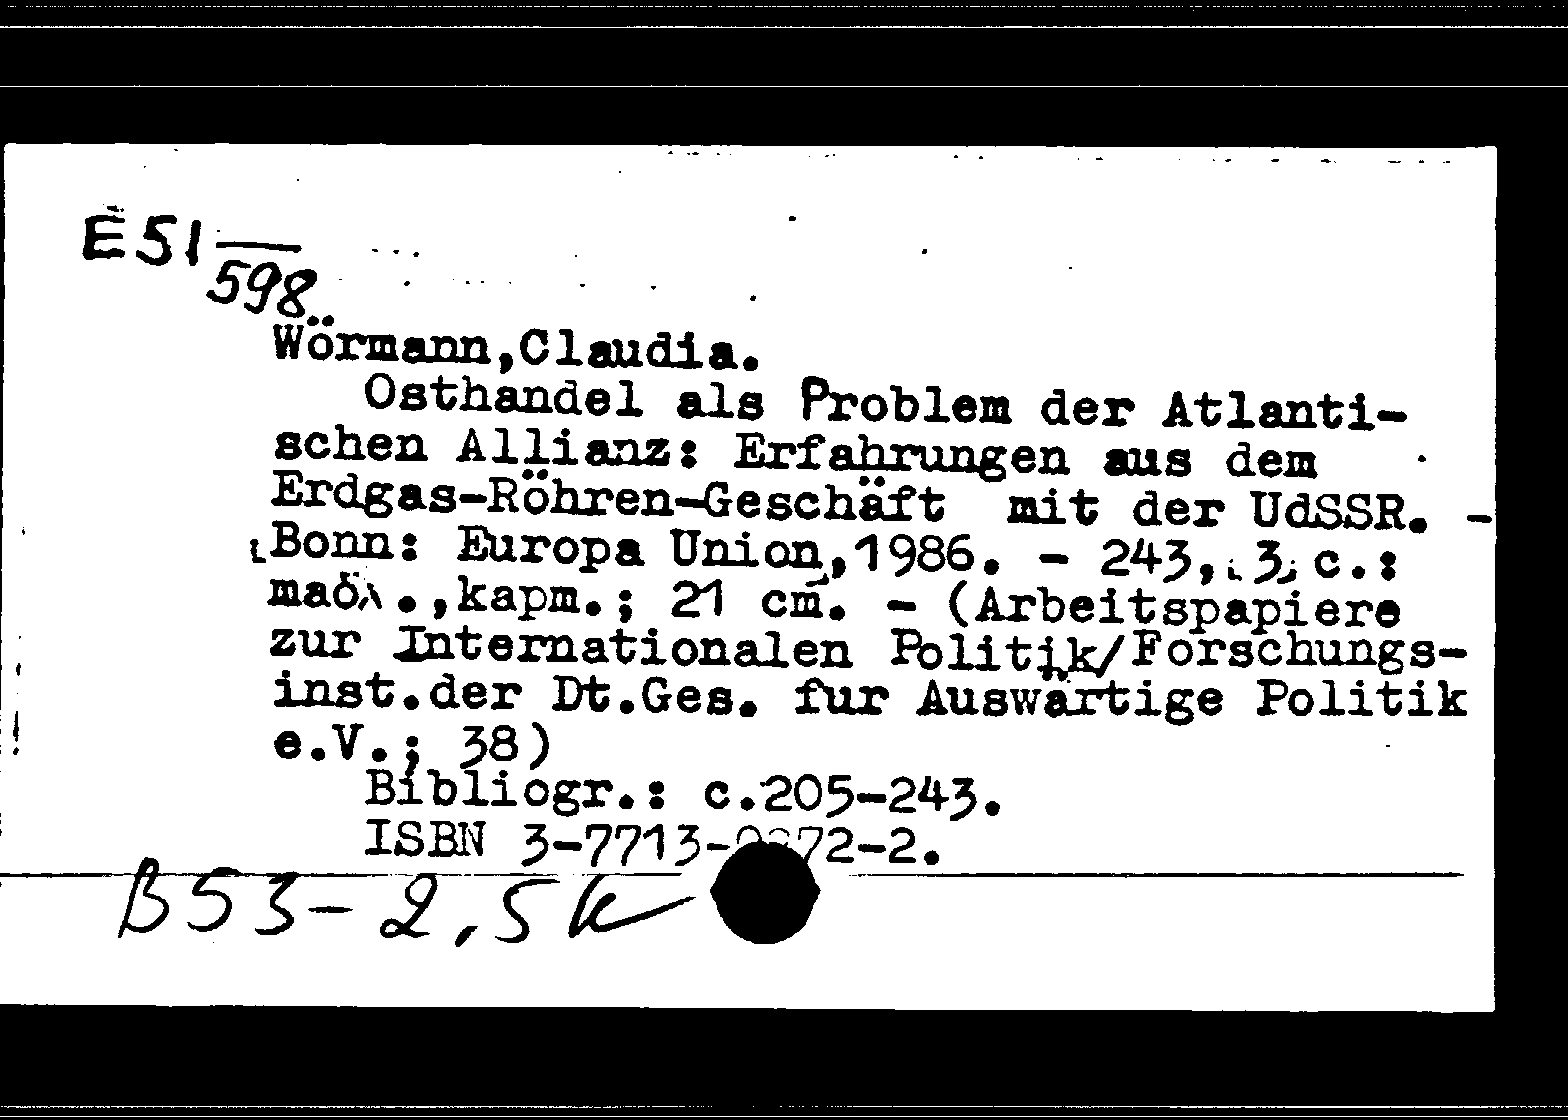 E51
598
Wörmann,Claudia.
Osthandel als Problem der Atlanti-
schen Allianz: Erfahrungen aus dem
Erdgas-Röhren-Geschäft mit der UdSSR. -
Bonn: Europa Union,1986. - 243, 3 c.:
табл.,карт.; 21 cm. - (Arbeitspapiere
zur Internationalen Politik/Forschungs-
inst.der Dt.Ges. fur Auswärtige Politik
e.V.; 38)
Bibliogr.: c.205-243.
ISBN
B53-2,5k